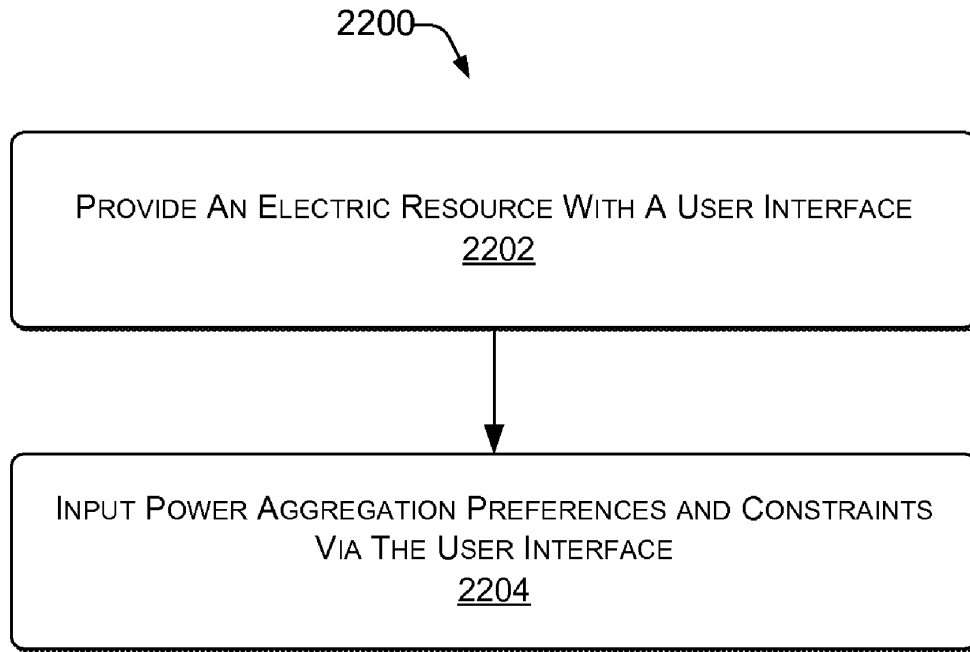 2200
PROVIDE AN ELECTRIC RESOURCE WITH A USER INTERFACE
2202
INPUT POWER AGGREGATION PREFERENCES AND CONSTRAINTS
VIA THE USER INTERFACE
2204